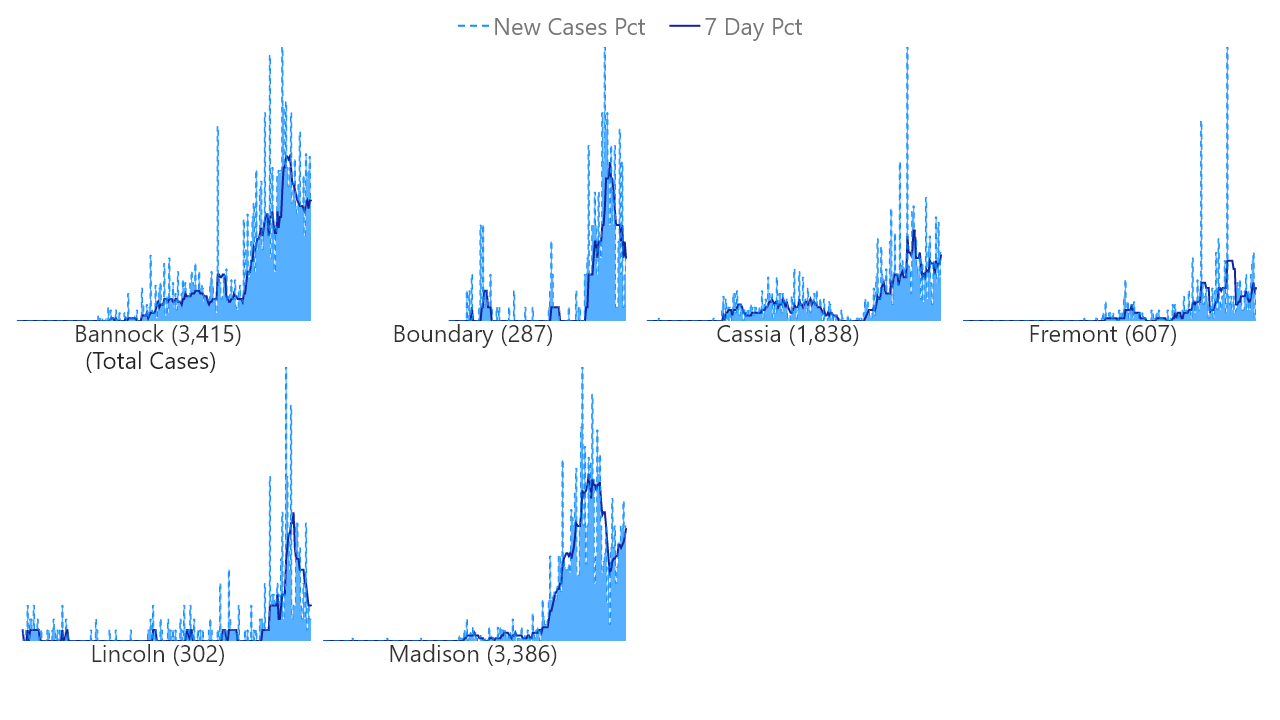 New Cases Pct 7 Day Pct
Bannock (3,415) Boundary (287) Cassia (1,838) Fremont (607)
(Total Cases)
Lincoln (302) Madison (3,386)